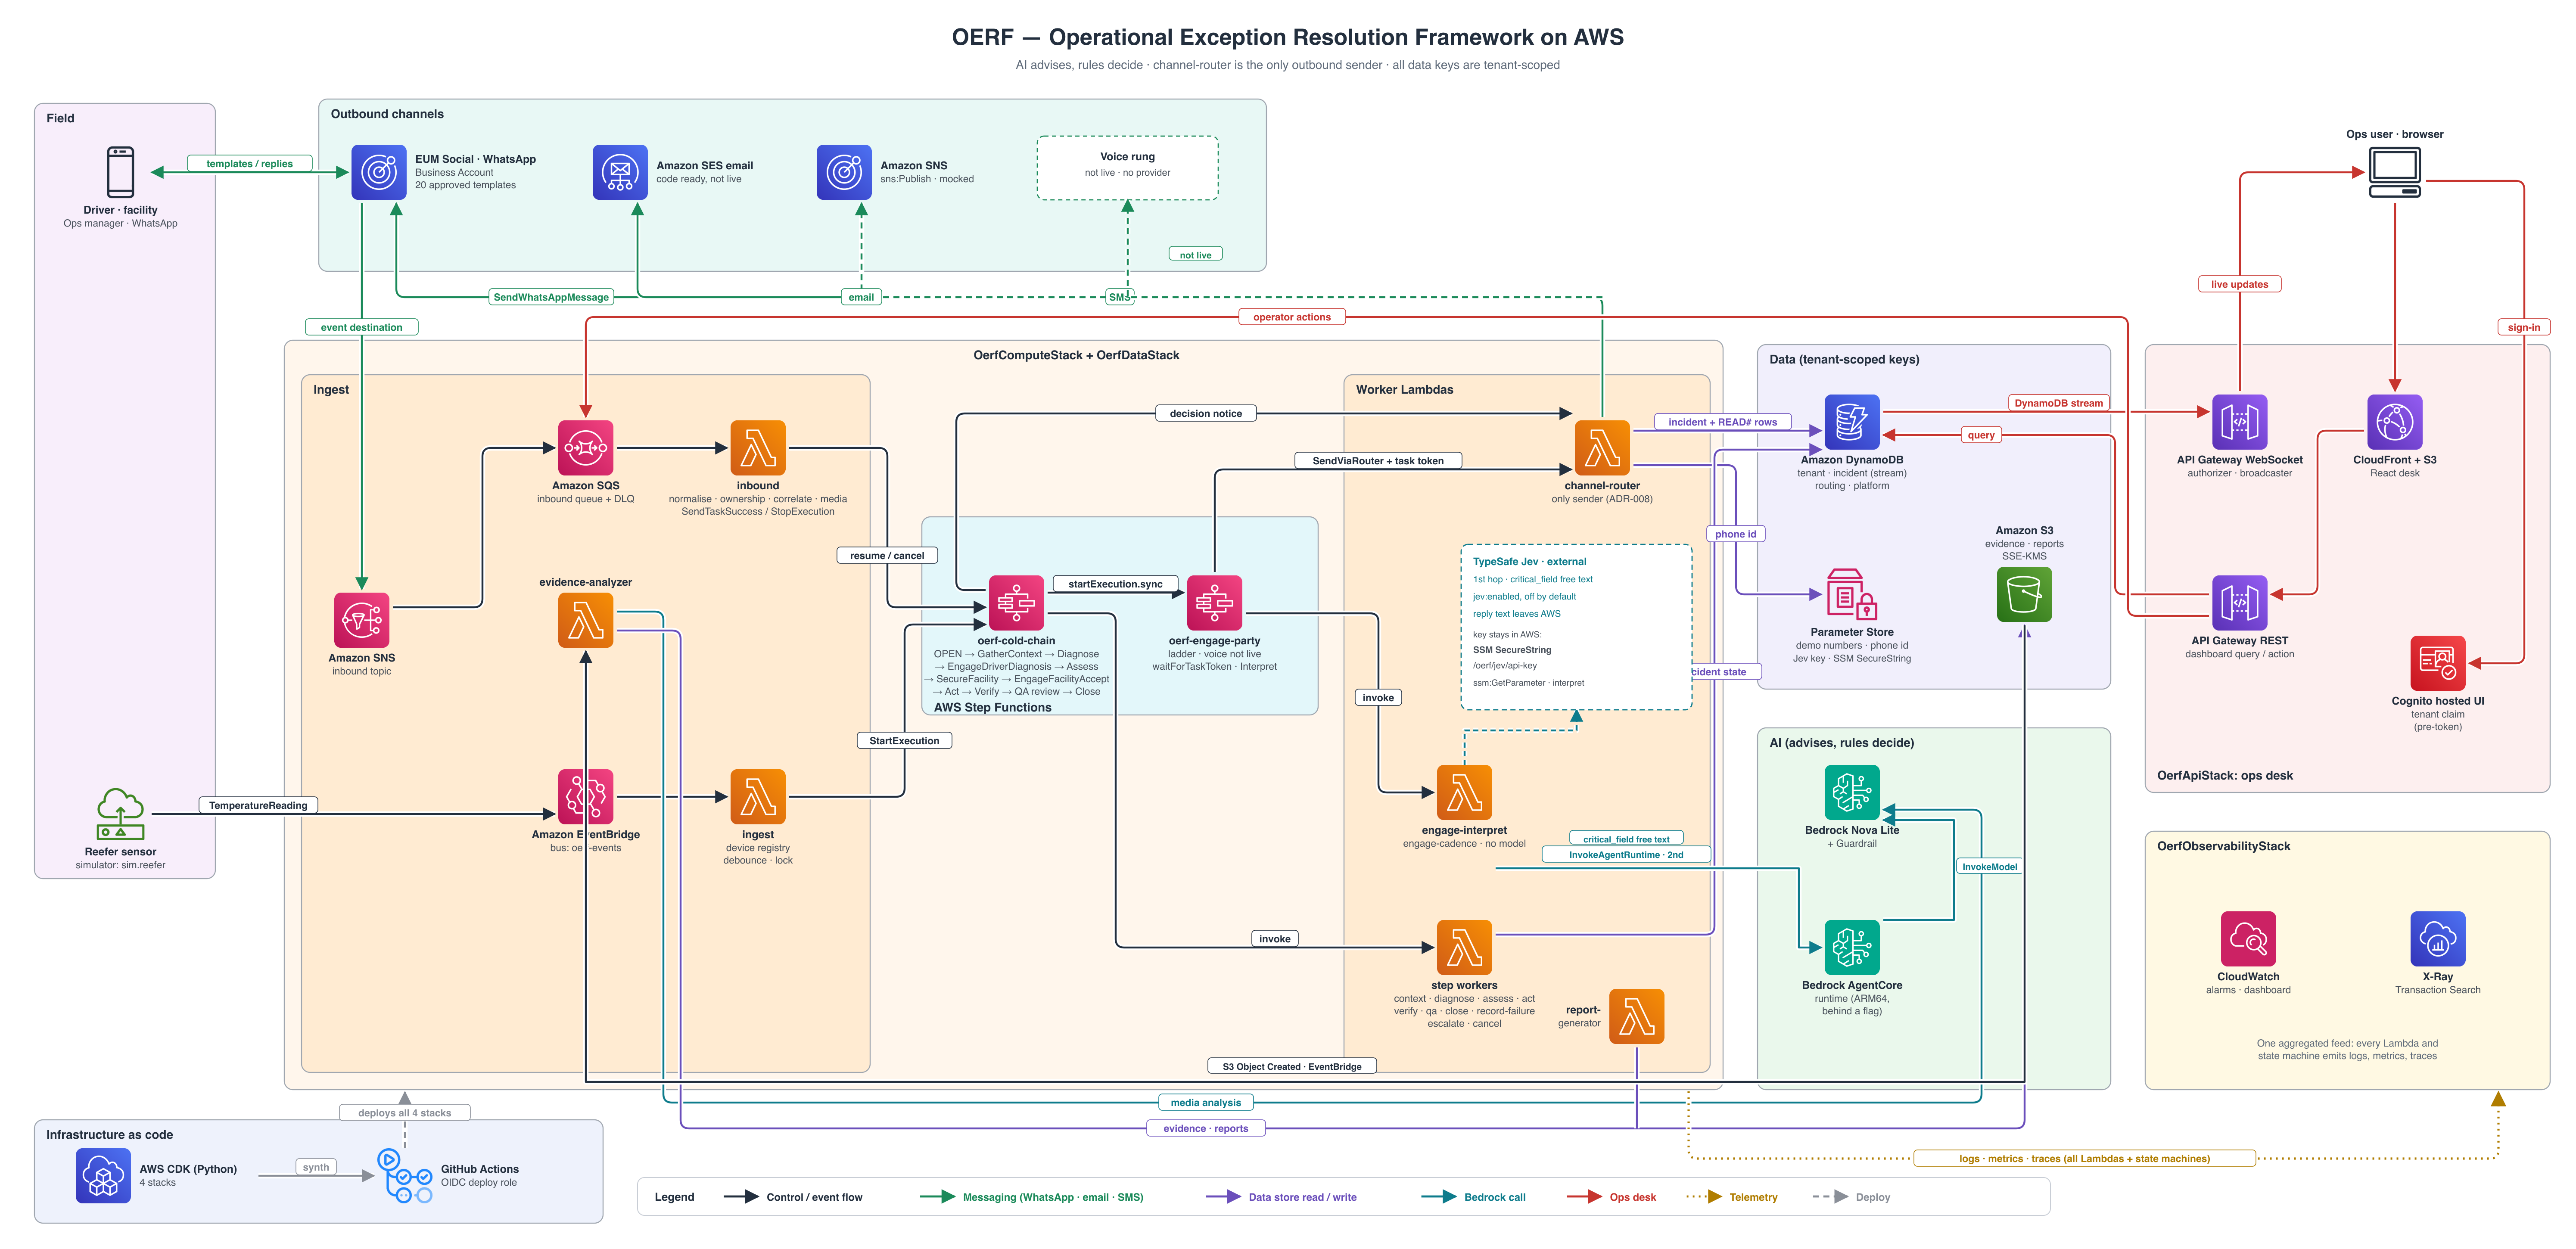 OERF — Operational Exception Resolution Framework on AWS
AI advises, rules decide · channel-router is the only outbound sender · all data keys are tenant-scoped
Field
Driver · facility
Ops manager · WhatsApp
templates / replies
Outbound channels
EUM Social · WhatsApp
Business Account
20 approved templates
Amazon SES email
code ready, not live
Amazon SNS
sns:Publish · mocked
Voice rung
not live · no provider
not live
Ops user · browser
SendWhatsAppMessage
email
SMS
event destination
operator actions
live updates
sign-in
OerfComputeStack + OerfDataStack
Ingest
Amazon SQS
inbound queue + DLQ
inbound
normalise · ownership · correlate · media
SendTaskSuccess / StopExecution
Amazon SNS
inbound topic
evidence-analyzer
Reefer sensor
simulator: sim.reefer
TemperatureReading
Amazon EventBridge
bus: oe -events
ingest
device registry
debounce · lock
resume / cancel
StartExecution
decision notice
SendViaRouter + task token
startExecution.sync
oerf-cold-chain
OPEN → GatherContext → Diagnose
→ EngageDriverDiagnosis → Assess
→ SecureFacility → EngageFacilityAccept
→ Act → Verify → QA review → Close
AWS Step Functions
oerf-engage-party
ladder · voice not live
waitForTaskToken · Interpret
invoke
invoke
Worker Lambdas
channel-router
only sender (ADR-008)
TypeSafe Jev · external
1st hop · critical_field free text
jev:enabled, off by default
reply text leaves AWS
key stays in AWS:
SSM SecureString
/oerf/jev/api-key
ssm:GetParameter · interpret
engage-interpret
engage-cadence · no model
critical_field free text
InvokeAgentRuntime · 2nd
step workers
context · diagnose · assess · act
verify · qa · close · record-failure
escalate · cancel
report-
generator
S3 Object Created · EventBridge
media analysis
evidence · reports
incident + READ# rows
phone id
cident state
Data (tenant-scoped keys)
Amazon DynamoDB
tenant · incident (stream)
routing · platform
Amazon S3
evidence · reports
SSE-KMS
Parameter Store
demo numbers · phone id
Jev key · SSM SecureString
DynamoDB stream
query
AI (advises, rules decide)
Bedrock Nova Lite
+ Guardrail
InvokeModel
Bedrock AgentCore
runtime (ARM64,
behind a flag)
API Gateway WebSocket
authorizer · broadcaster
CloudFront + S3
React desk
API Gateway REST
dashboard query / action
Cognito hosted UI
tenant claim
(pre-token)
OerfApiStack: ops desk
OerfObservabilityStack
CloudWatch
alarms · dashboard
X-Ray
Transaction Search
One aggregated feed: every Lambda and
state machine emits logs, metrics, traces
logs · metrics · traces (all Lambdas + state machines)
deploys all 4 stacks
Infrastructure as code
AWS CDK (Python)
4 stacks
synth
GitHub Actions
OIDC deploy role
Legend
Control / event flow
Messaging (WhatsApp · email · SMS)
Data store read / write
Bedrock call
Ops desk
Telemetry
Deploy